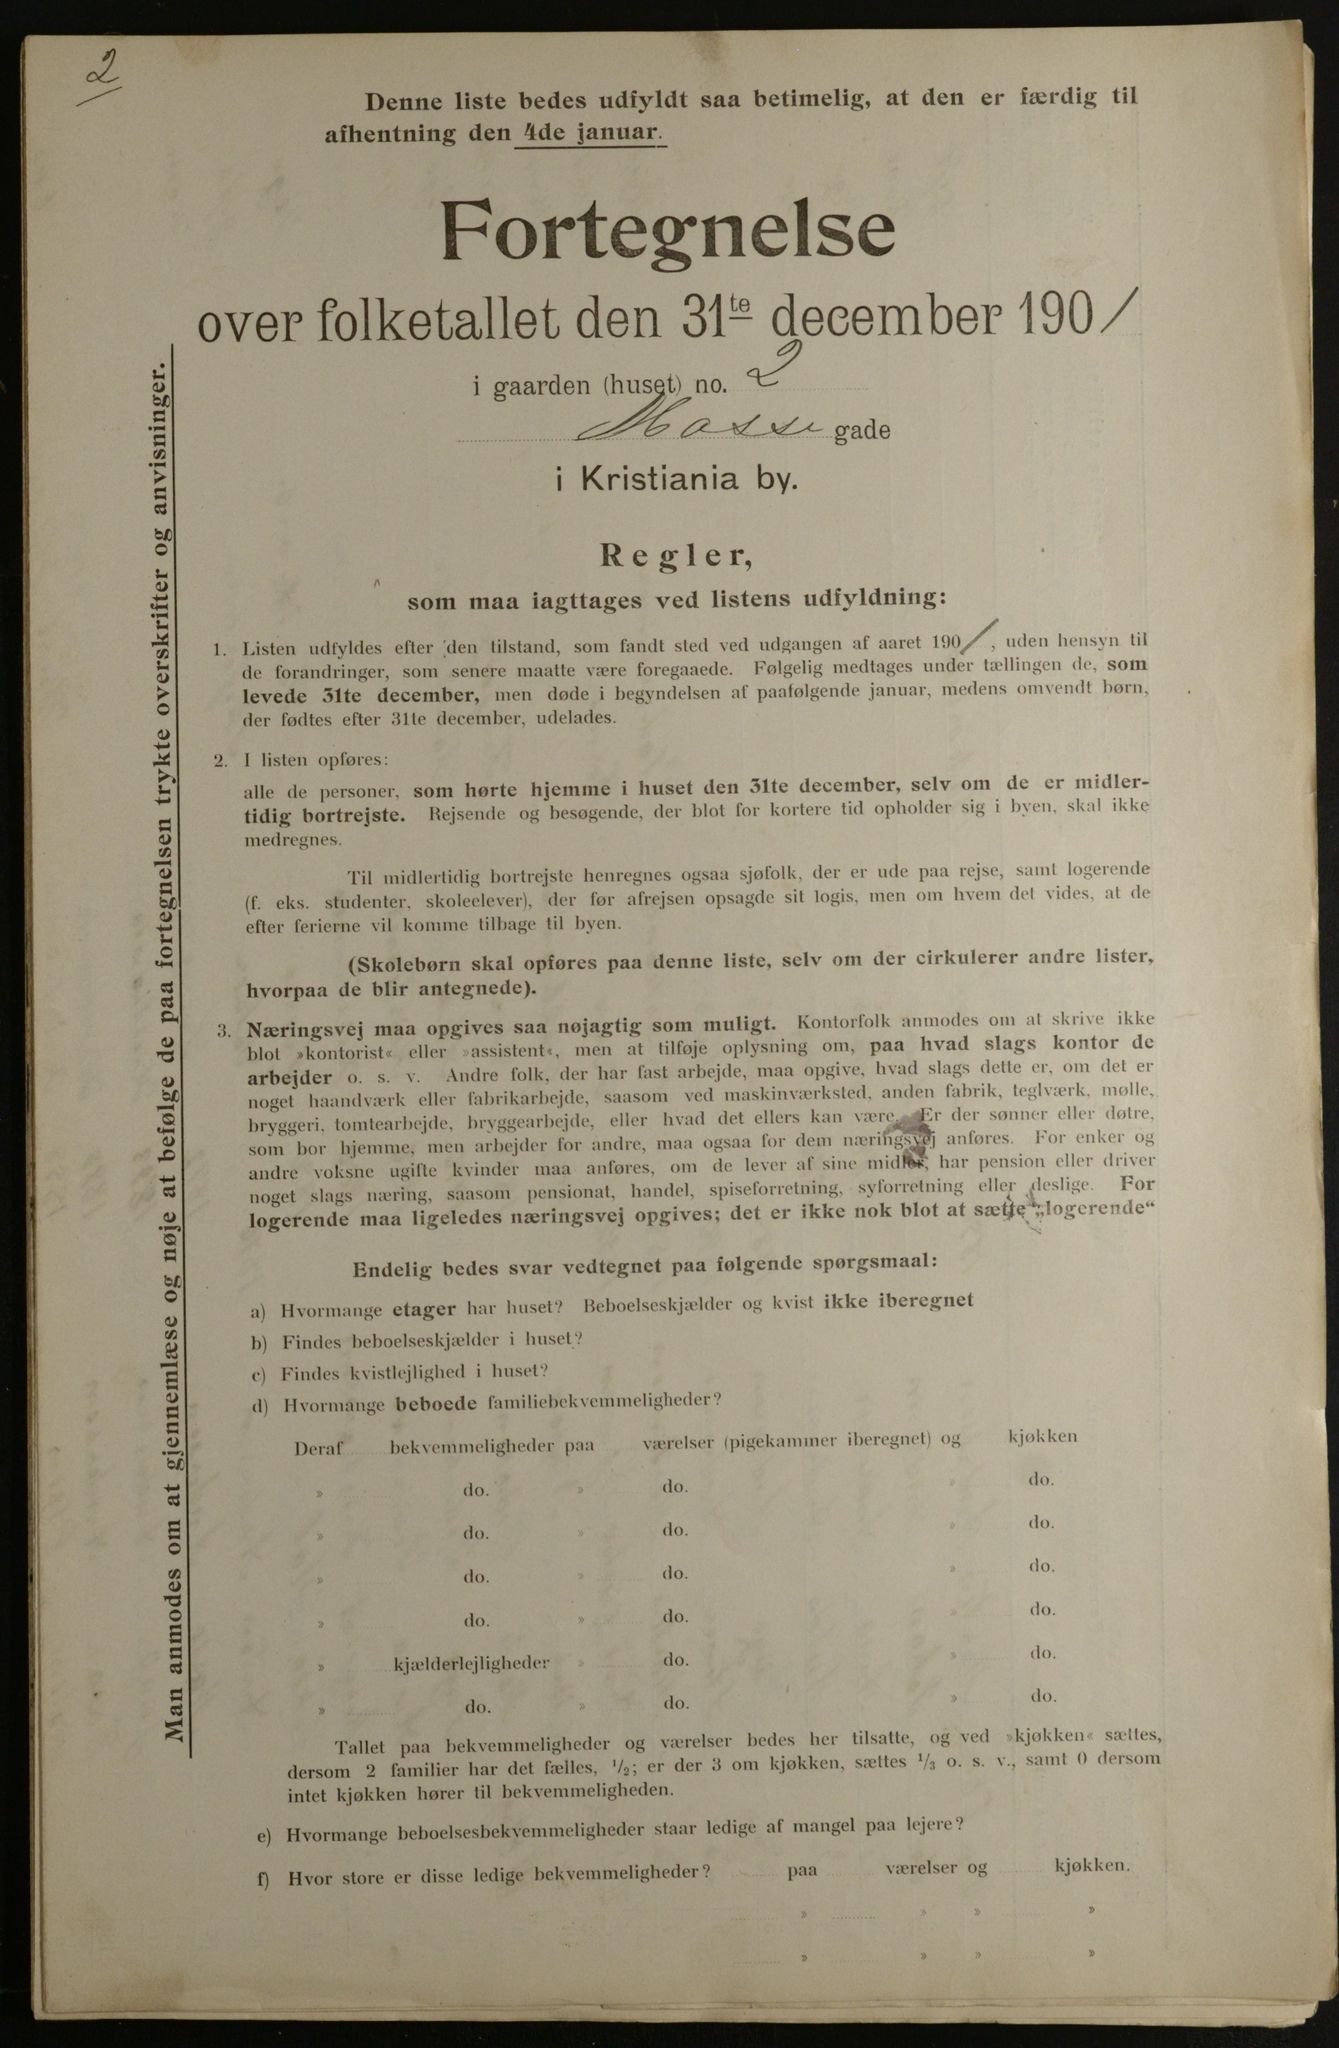 2
Denne liste bedes udfyldt saa betimelig, at den er færdig til
afhentning den 4de januar.
Fortegnelse
over folketallet den 31te december 1901
i gaarden (huset) no. 2
Mosse gade
i Kristiania by.
Regler,
som maa iagttages ved listens udfyldning:
1. Listen udfyldes efter den tilstand, som fandt sted ved udgangen af aaret 1901, uden hensyn til
de forandringer, som senere maatte være foregaaede. Følgelig medtages under tællingen de, som
levede 31te december, men døde i begyndelsen af paafølgende januar, medens omvendt børn,
der fødtes efter 31te december, udelades.
2. I listen opføres:
alle de personer, som hørte hjemme i huset den 31te december, selv om de er midler-
tidig bortrejste. Rejsende og besøgende, der blot for kortere tid opholder sig i byen, skal ikke
medregnes.
Til midlertidig bortrejste henregnes ogsaa sjøfolk, der er ude paa rejse, samt logerende
(f. eks. studenter, skoleelever), der før afrejsen opsagde sit logis, men om hvem det vides, at de
efter ferierne vil komme tilbage til byen.
(Skolebørn skal opføres paa denne liste, selv om der cirkulerer andre lister,
hvorpaa de blir antegnede).
3. Næringsvej maa opgives saa nøjagtig som muligt. Kontorfolk anmodes om at skrive ikke
blot »kontorist« eller »assistent«, men at tilføje oplysning om, paa hvad slags kontor de
arbejder o. s. v. Andre folk, der har fast arbejde, maa opgive, hvad slags dette er, om det er
noget haandværk eller fabrikarbejde, saasom ved maskinværksted, anden fabrik, teglværk, mølle,
bryggeri, tomtearbejde, bryggearbejde, eller hvad det ellers kan være. Er der sønner eller døtre,
som bor hjemme, men arbejder for andre, maa ogsaa for dem næringsvej anføres. For enker og
andre voksne ugifte kvinder maa anføres, om de lever af sine midler, har pension eller driver
noget slags næring, saasom pensionat, handel, spiseforretning, syforretning eller deslige. For
logerende maa ligeledes næringsvej opgives; det er ikke nok blot at sætte „logerende“
Endelig bedes svar vedtegnet paa følgende spørgsmaal:
a) Hvormange etager har huset? Beboelseskjælder og kvist ikke iberegnet
b) Findes beboelseskjælder i huset?
c) Findes kvistlejlighed i huset?
d) Hvormange beboede familiebekvemmeligheder?
Deraf bekvemmeligheder paa værelser (pigekammer iberegnet) og kjøkken
» do. » do. » do.
» do. » do. » do.
» do. » do. » do.
» do. » do. » do.
» kjælderlejligheder » do. » do.
» do. » do. » do.
Tallet paa bekvemmeligheder og værelser bedes her tilsatte, og ved »kjøkken« sættes,
dersom 2 familier har det fælles, 1/2; er der 3 om kjøkken, sættes 1/3 o. s. v., samt 0 dersom
intet kjøkken hører til bekvemmeligheden.
e) Hvormange beboelsesbekvemmeligheder staar ledige af mangel paa lejere?
f) Hvor store er disse ledige bekvemmeligheder? paa værelser og kjøkken.
» » » »
» » » »
Man anmodes om at gjennemlæse og nøje at befølge de paa fortegnelsen trykte overskrifter og anvisninger.